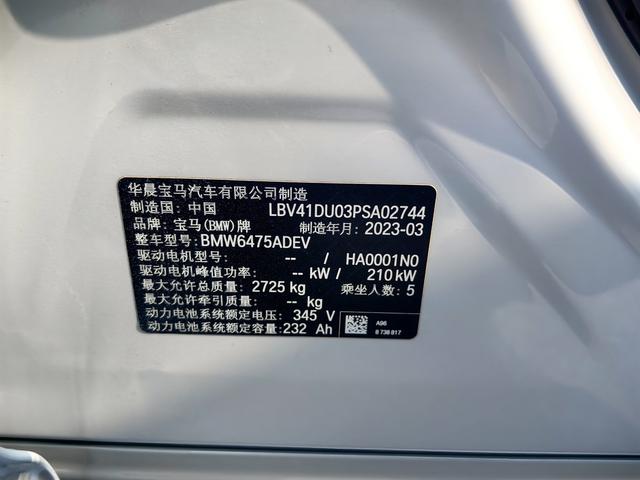 华晨宝马汽车有限公司制造
制造国: 中国 LBV41DU03PSA02744
品牌: 宝马(BMW)牌 制造年月: 2023-03
整车型号: BMW6475ADEV
驱动电机型号: -- / HA0001N0
驱动电机峰值功率: -- kW / 210 kW
最大允许总质量: 2725 kg 乘坐人数: 5
最大允许牵引质量: -- kg
动力电池系统额定电压: 345 V
动力电池系统额定容量: 232 Ah
A96
8 738 817